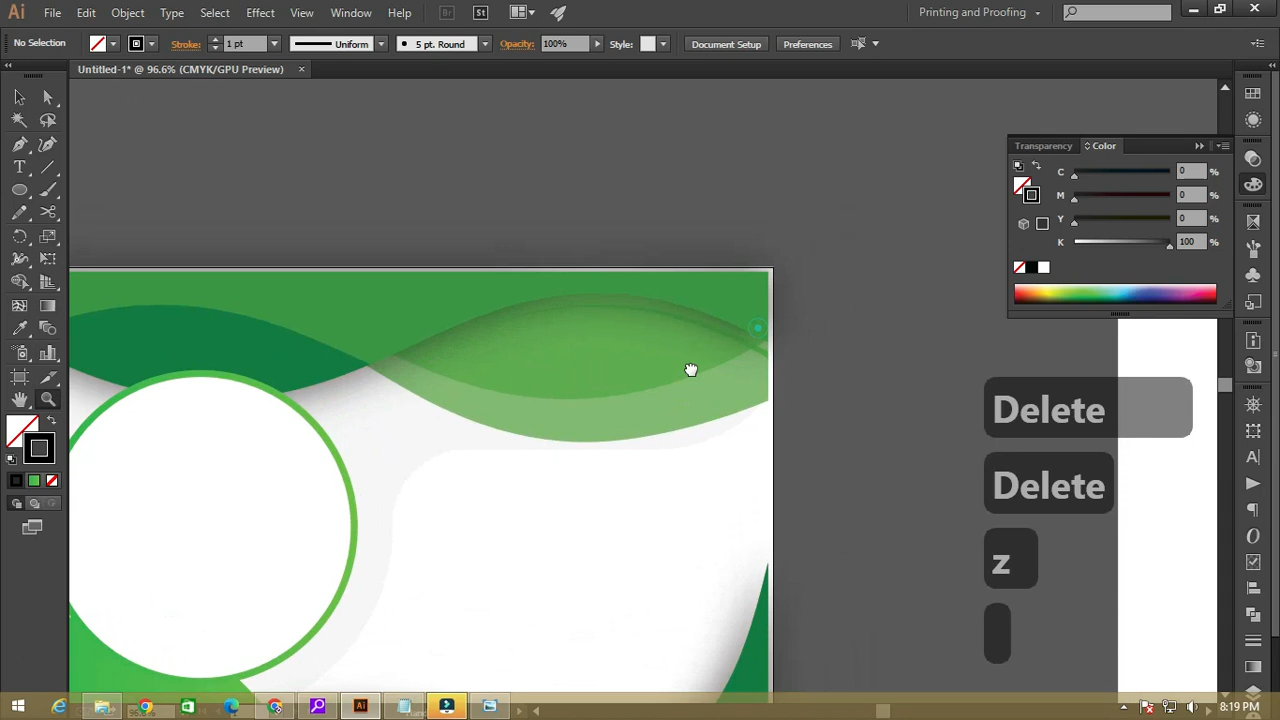 Ai File Edit Object Type Select Effect View Window Help Br St Printing and Proofing
No Selection Stroke: 1 pt Uniform 5 pt. Round Opacity: 100% Style: Document Setup Preferences
Untitled-1* @ 96.6% (CMYK/GPU Preview) ×
Transparency Color
C 0 %
M 0 %
Y 0 %
K 100 %
Delete
Delete
z
8:19 PM